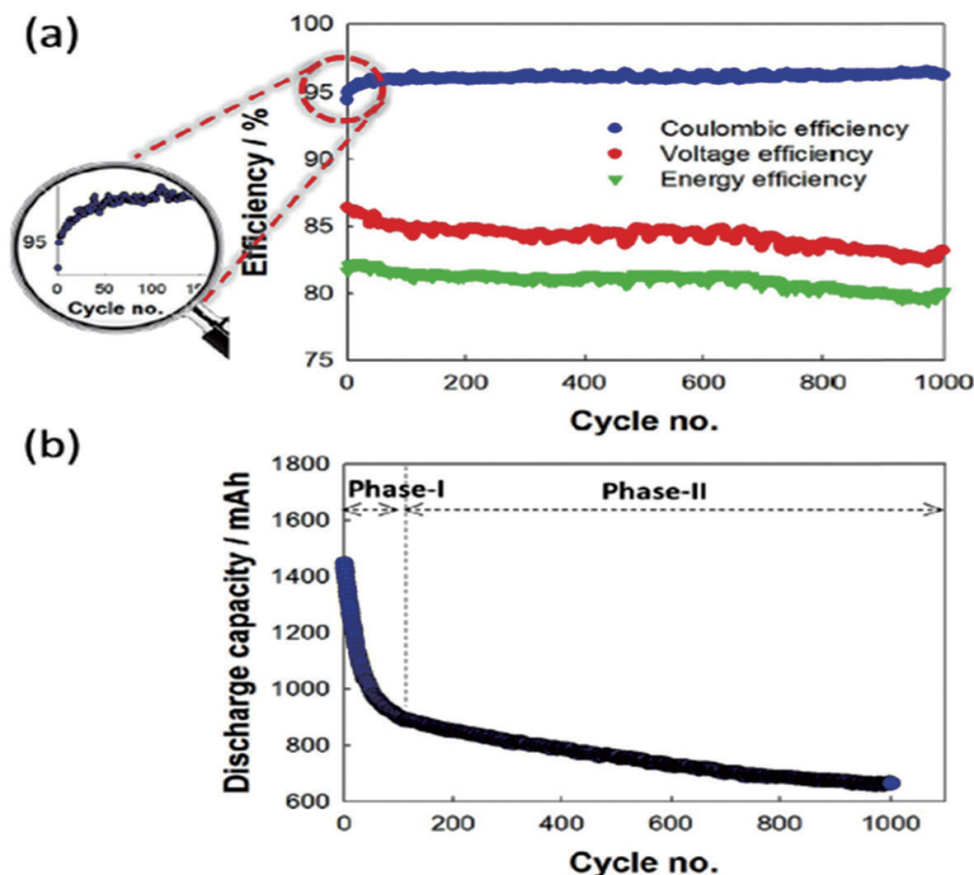 (a)
100
95
90
85
80
75
Efficiency / %
Coulombic efficiency
Voltage efficiency
Energy efficiency
0 200 400 600 800 1000
Cycle no.
95
0 50 100
Cycle no.
(b)
1800
1600
1400
1200
1000
800
600
Discharge capacity / mAh
Phase-I Phase-II
0 200 400 600 800 1000
Cycle no.